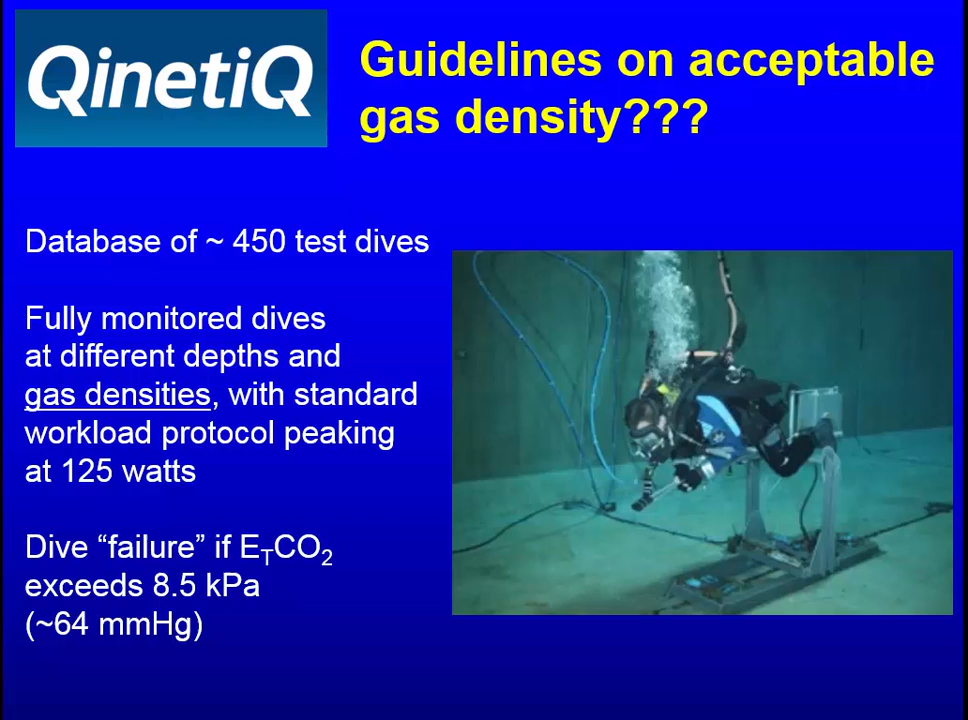 QinetiQ
Guidelines on acceptable
gas density???
Database of ~ 450 test dives
Fully monitored dives
at different depths and
gas densities, with standard
workload protocol peaking
at 125 watts
Dive “failure” if ETCO2
exceeds 8.5 kPa
(~64 mmHg)